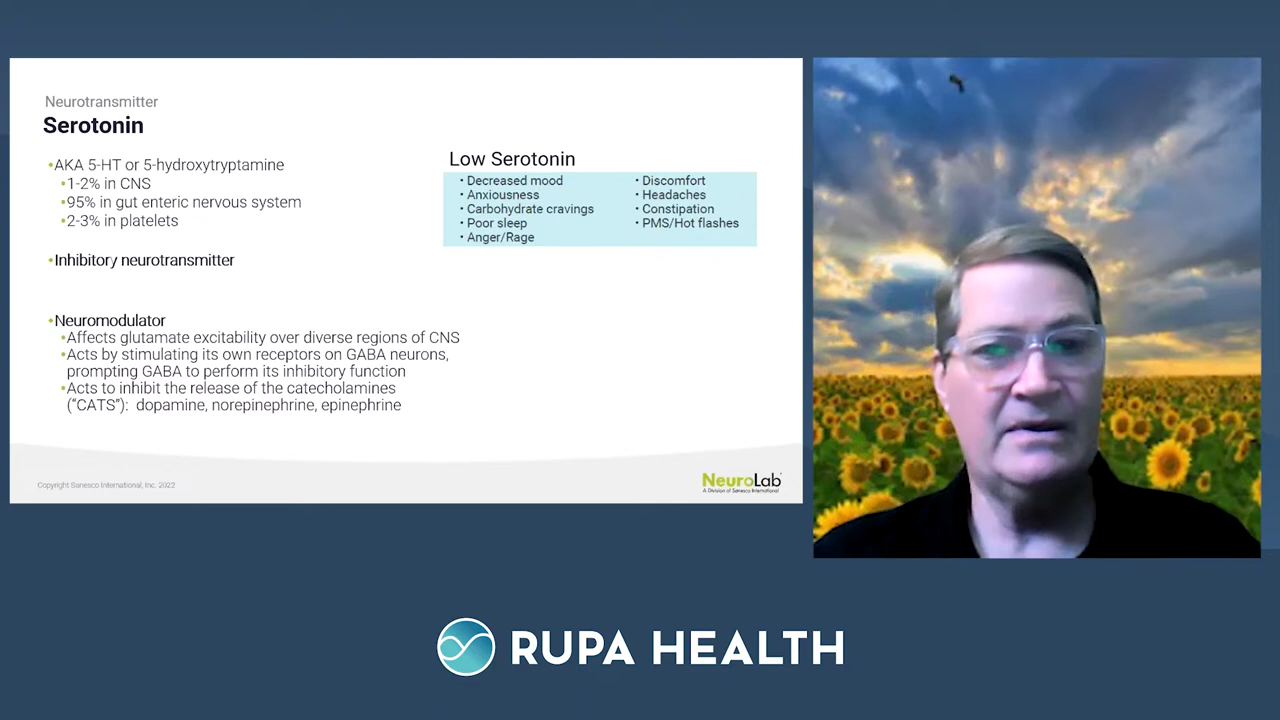 Neurotransmitter
Serotonin
•AKA 5-HT or 5-hydroxytryptamine
•1-2% in CNS
•95% in gut enteric nervous system
•2-3% in platelets
•Inhibitory neurotransmitter
•Neuromodulator
•Affects glutamate excitability over diverse regions of CNS
•Acts by stimulating its own receptors on GABA neurons,
prompting GABA to perform its inhibitory function
•Acts to inhibit the release of the catecholamines
("CATS"): dopamine, norepinephrine, epinephrine
Low Serotonin
• Decreased mood
• Anxiousness
• Carbohydrate cravings
• Poor sleep
• Anger/Rage
• Discomfort
• Headaches
• Constipation
• PMS/Hot flashes
Copyright Sanesco International, Inc. 2022
NeuroLab
A Division of Sanesco International
RUPA HEALTH